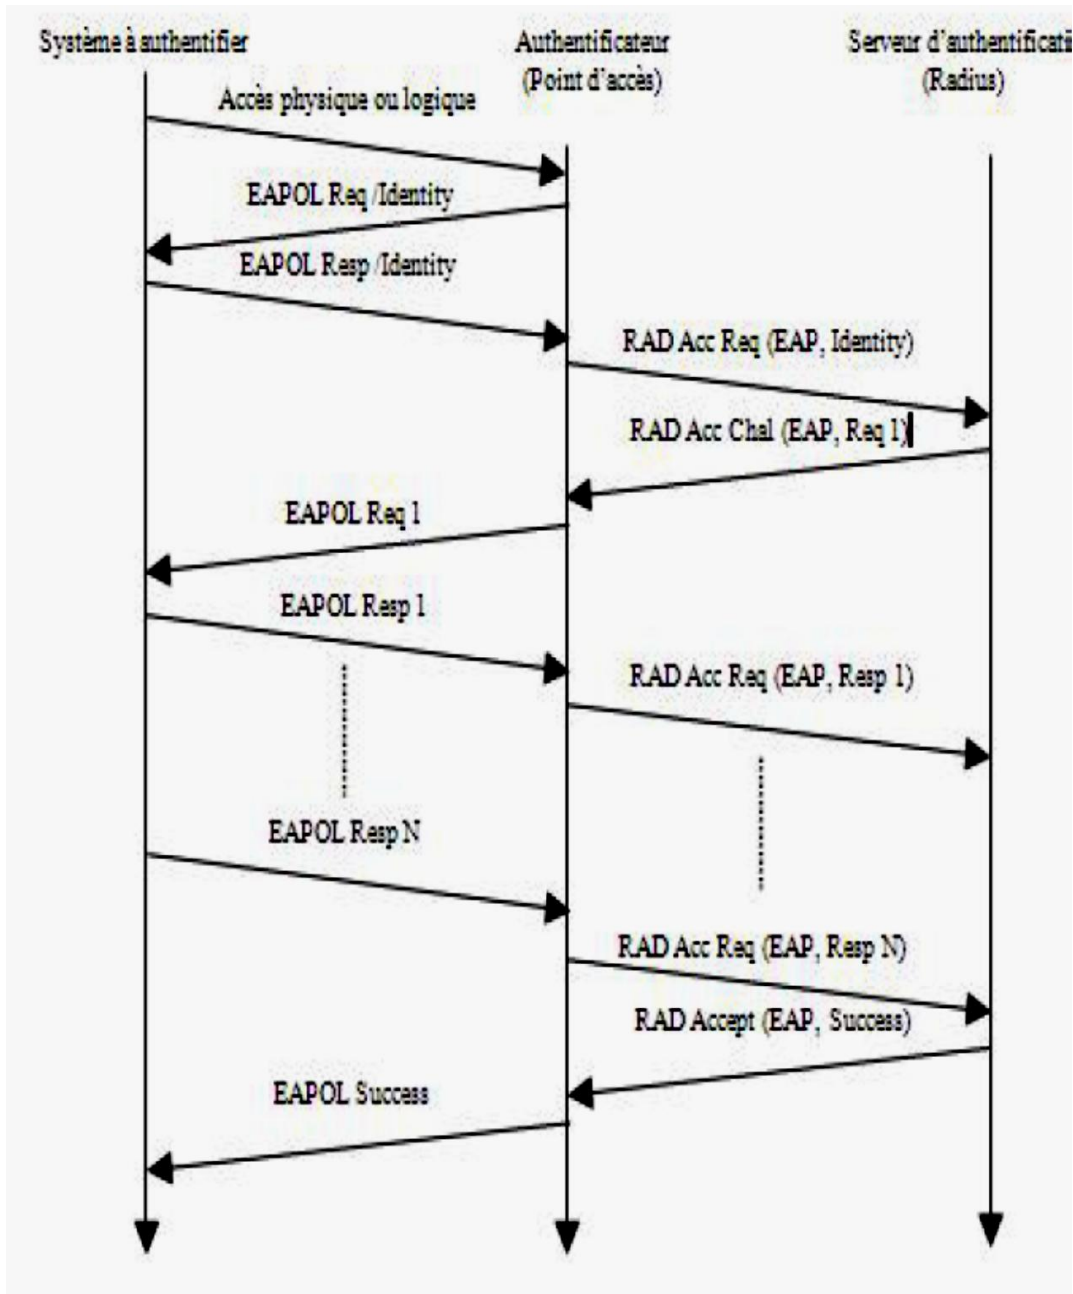 Système à authentifier
Authentificateur
(Point d'accès)
Serveur d'authentificati
(Radius)
Accès physique ou logique
EAPOL Req /Identity
EAPOL Resp /Identity
RAD Acc Req (EAP, Identity)
RAD Acc Chal (EAP, Req 1)
EAPOL Req 1
EAPOL Resp 1
RAD Acc Req (EAP, Resp 1)
EAPOL Resp N
RAD Acc Req (EAP, Resp N)
RAD Accept (EAP, Success)
EAPOL Success